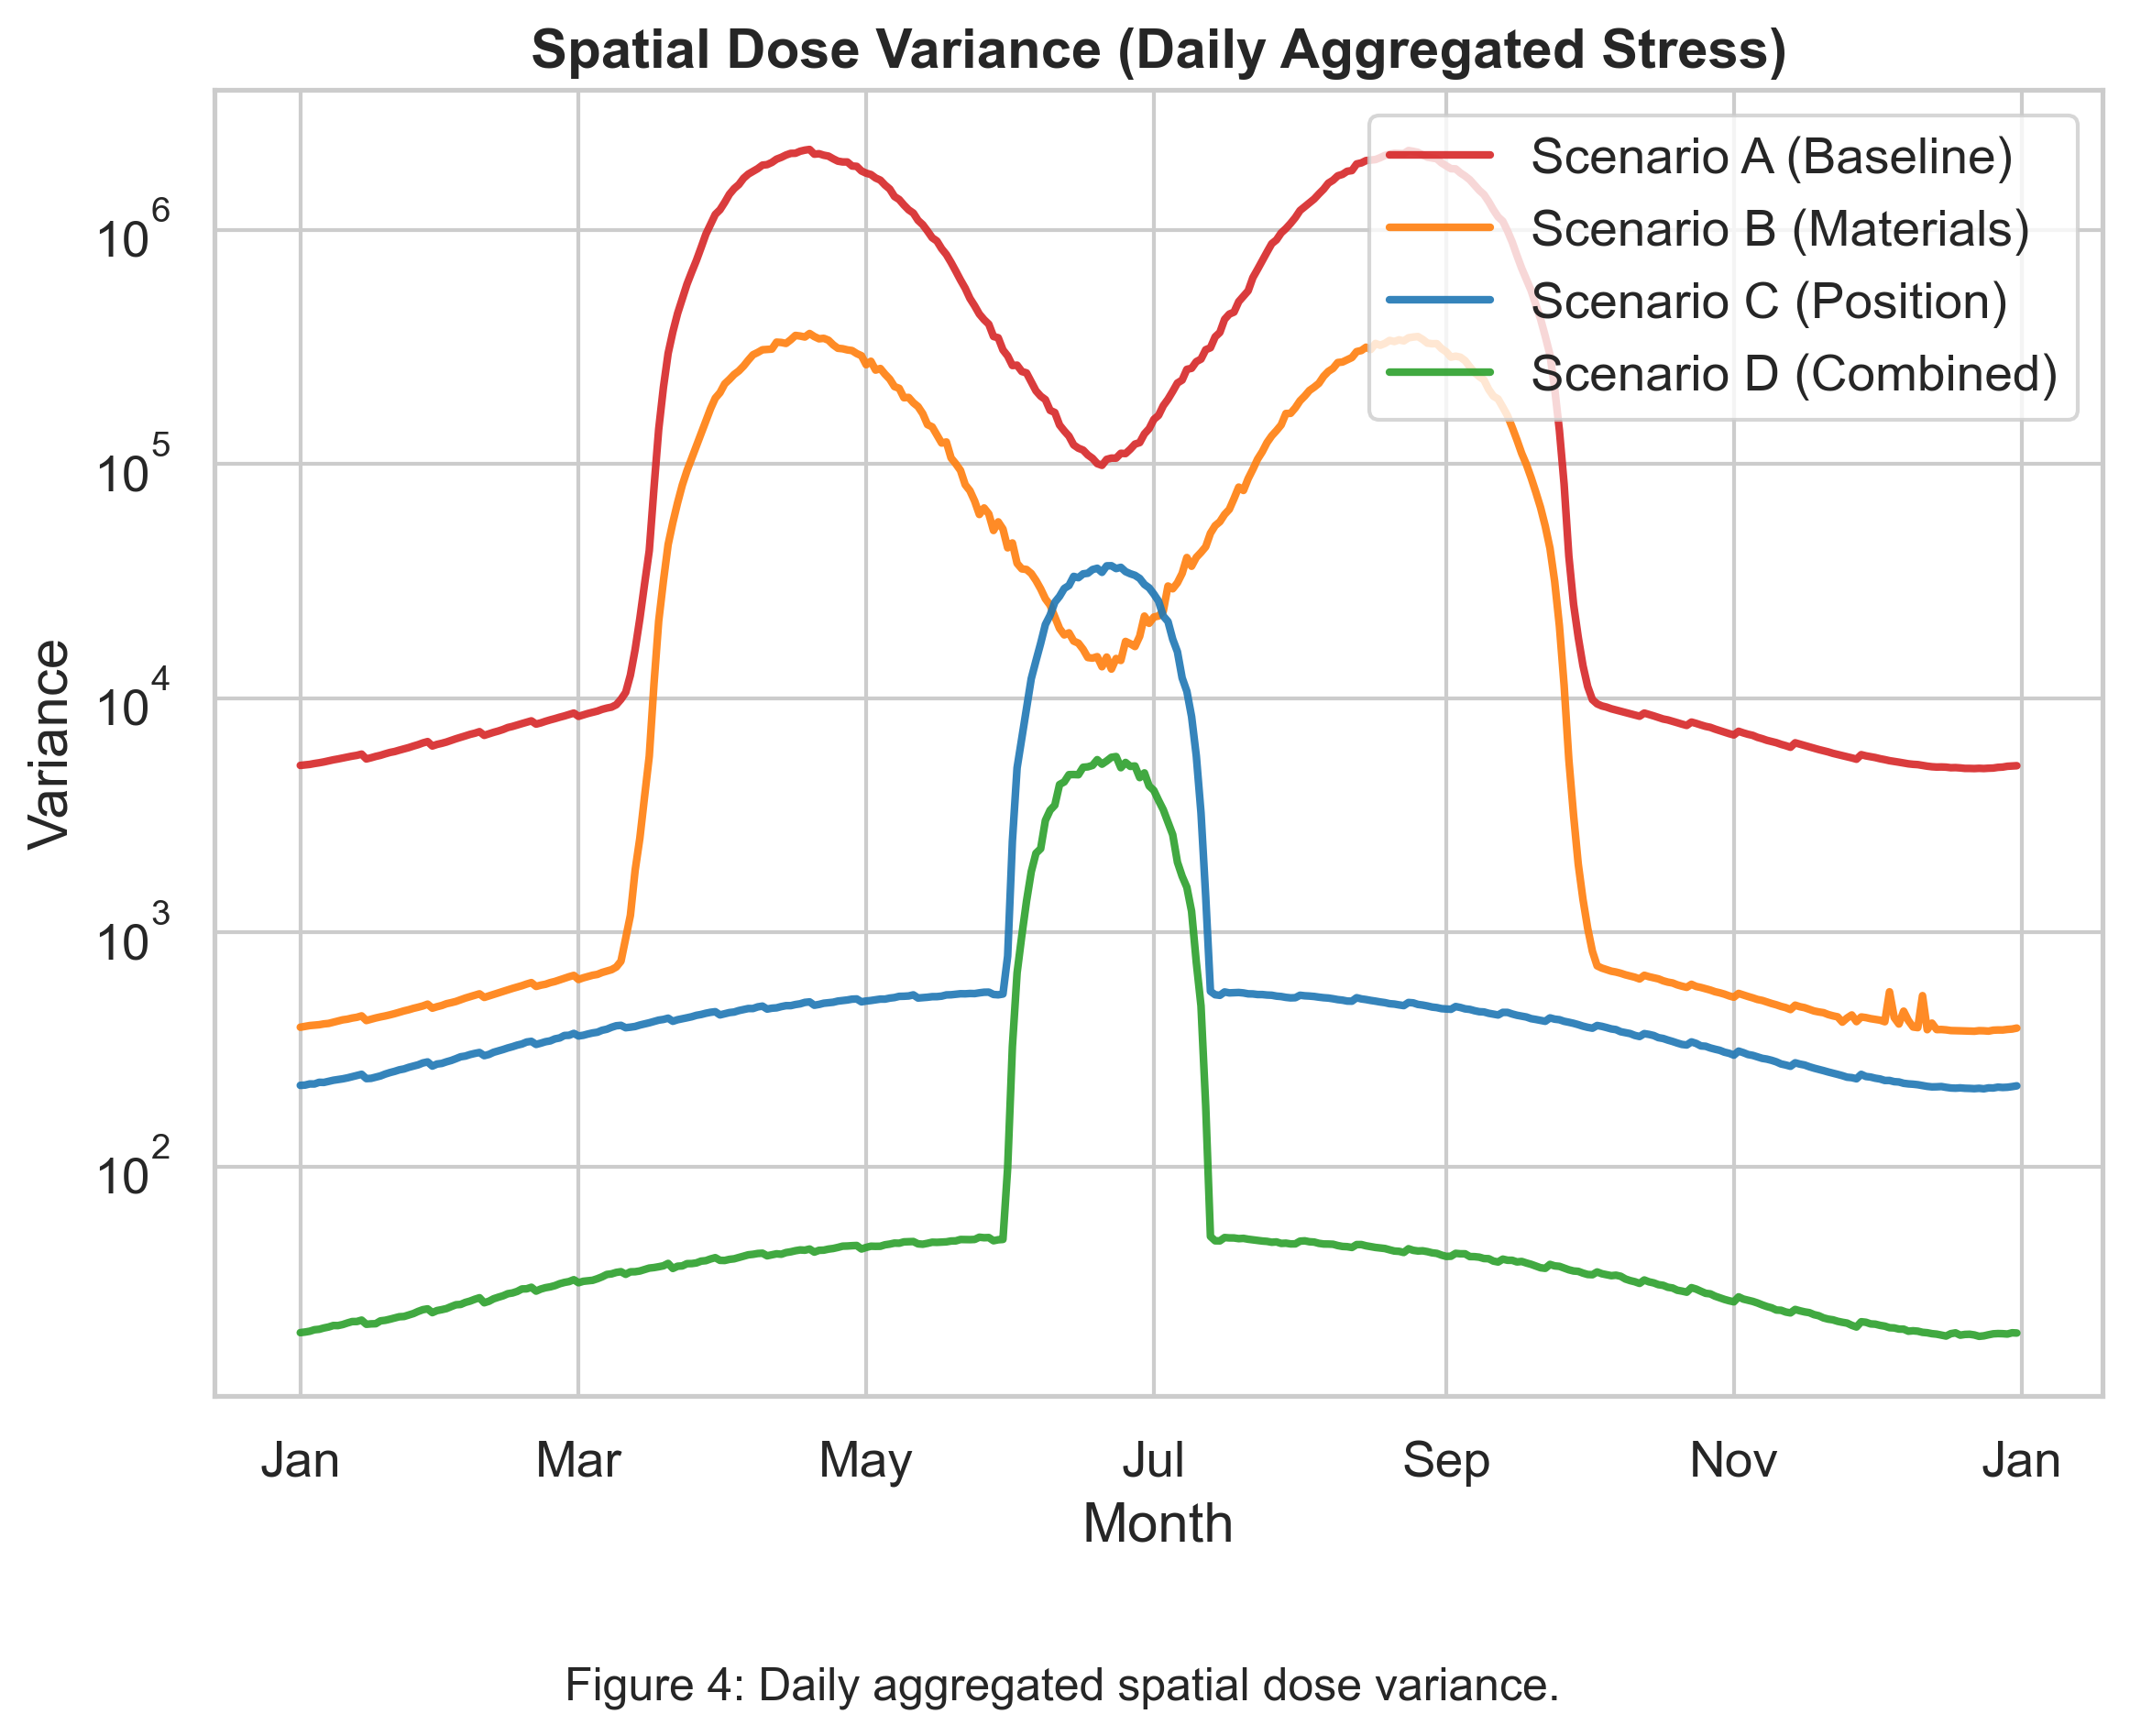 Spatial Dose Variance (Daily Aggregated Stress)
Scenario A (Baseline)
Scenario B (Materials)
Scenario C (Position)
Scenario D (Combined)
Variance
10^6
10^5
10^4
10^3
10^2
Jan Mar May Jul Sep Nov Jan
Month
Figure 4: Daily aggregated spatial dose variance.